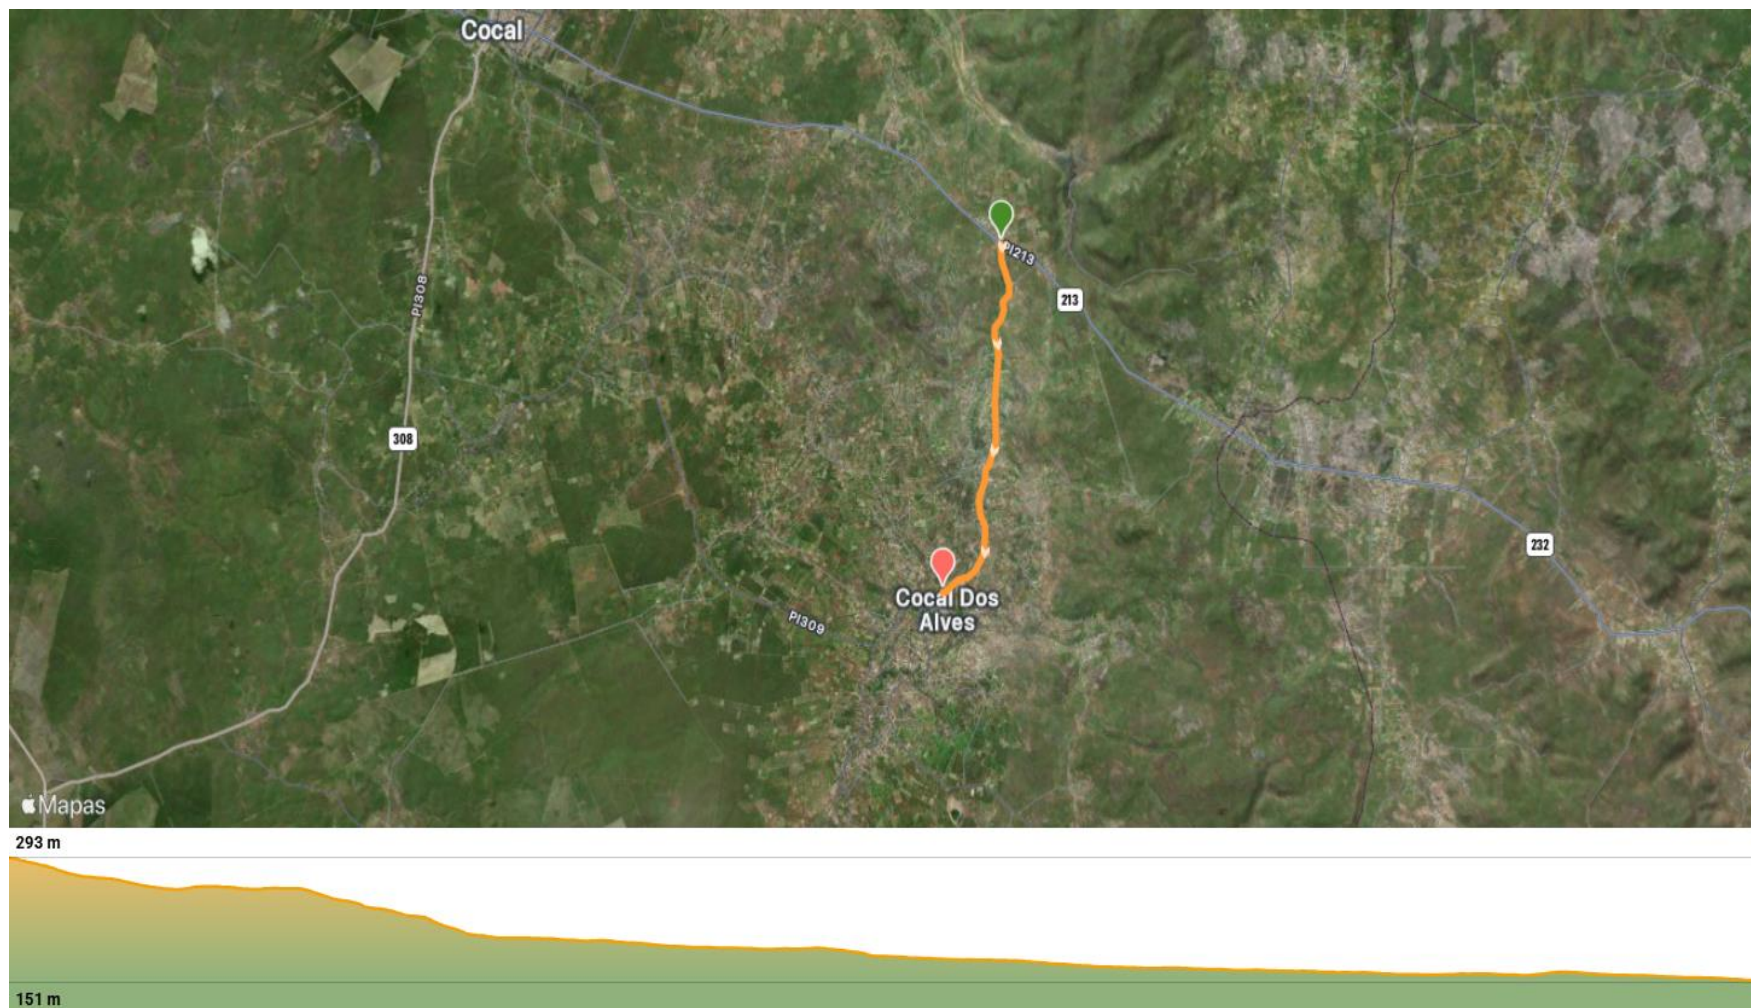 Cocal
PI213
213
PI308
308
232
Cocal Dos
Alves
PI309
Mapas
293 m
151 m